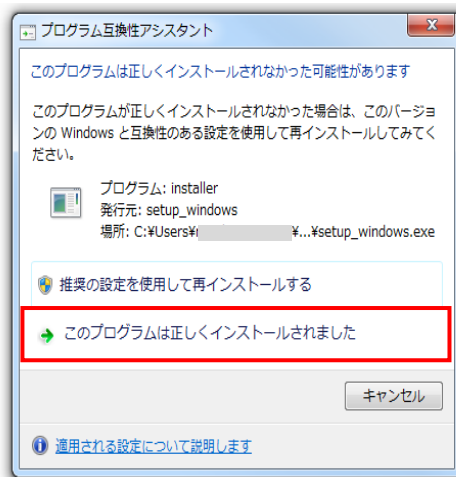 プログラム互換性アシスタント
このプログラムは正しくインストールされなかった可能性があります
このプログラムが正しくインストールされなかった場合は、このバージョ
ンの Windows と互換性のある設定を使用して再インストールしてみてく
ださい。
プログラム: installer
発行元: setup_windows
場所: C:¥Users¥ ¥...¥setup_windows.exe
推奨の設定を使用して再インストールする
このプログラムは正しくインストールされました
キャンセル
適用される設定について説明します